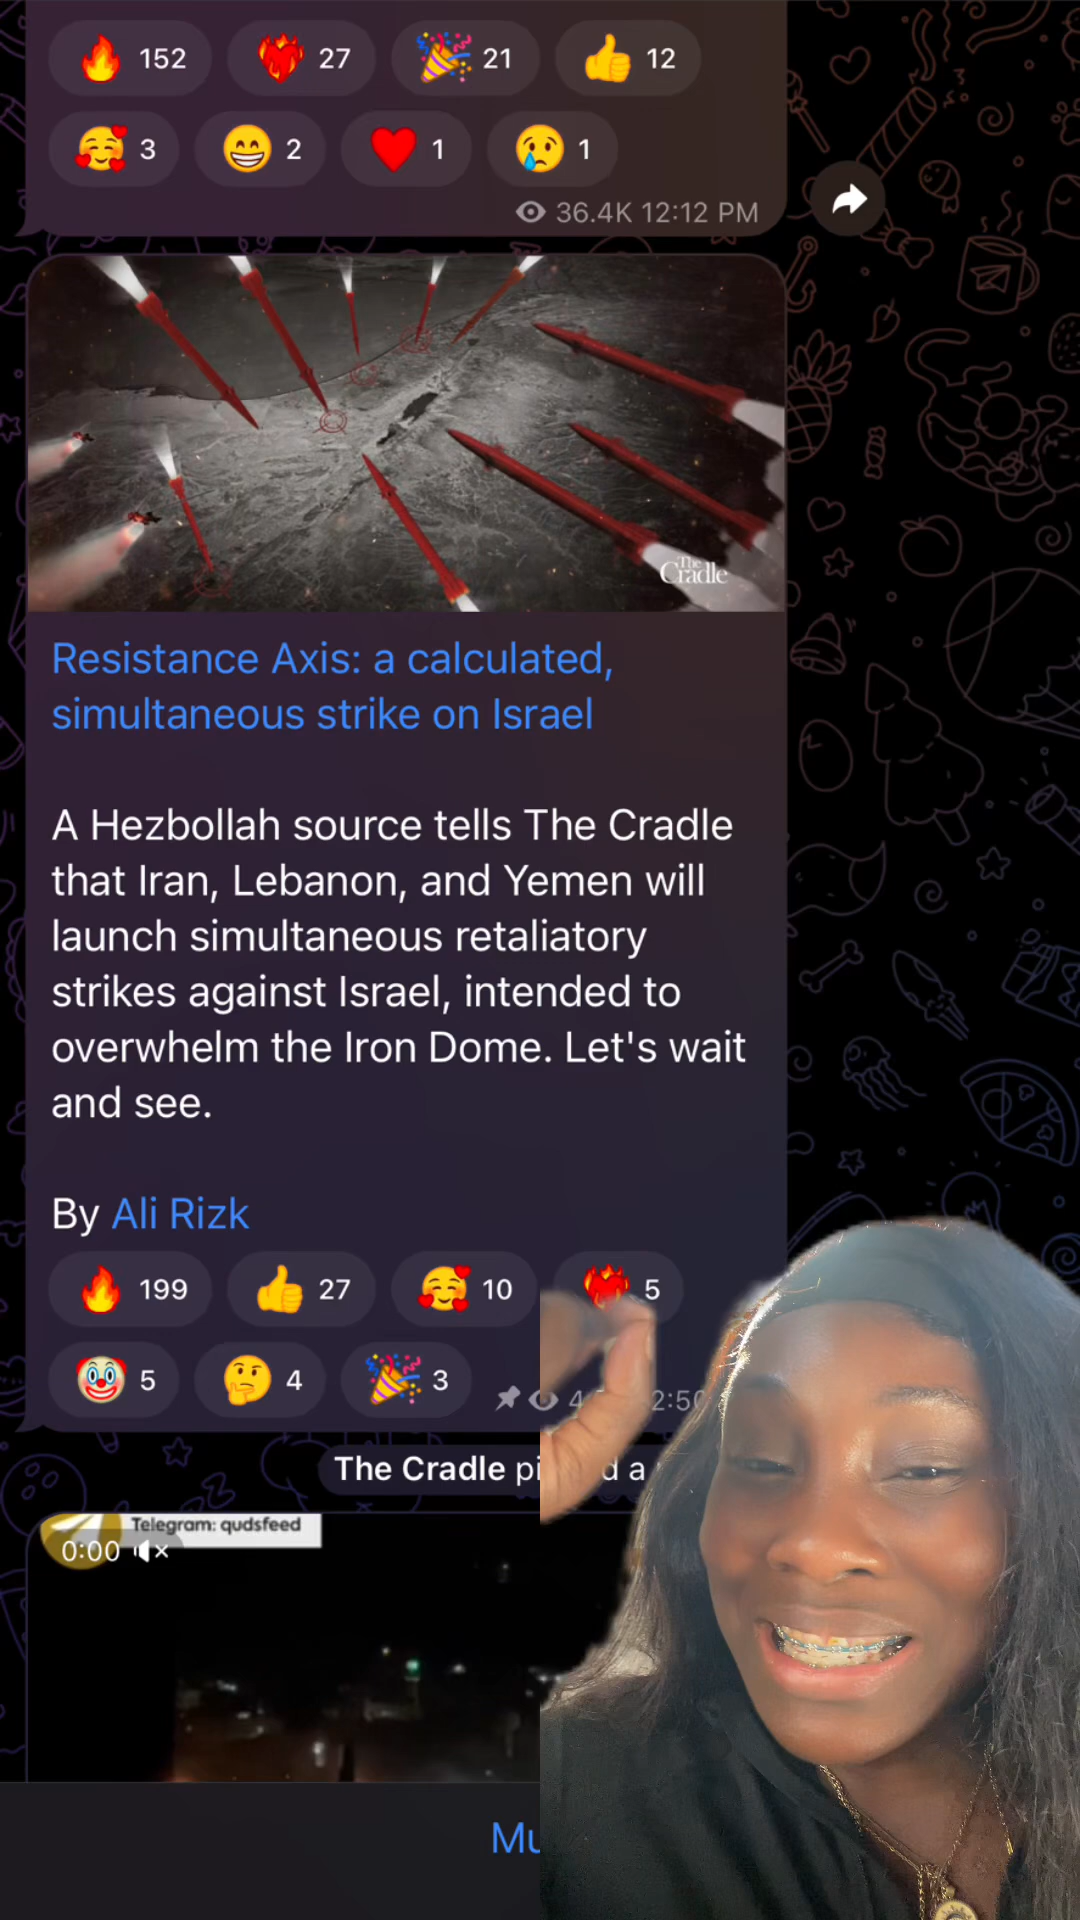 152 27 21 12
3 2 1 1
36.4K 12:12 PM
The
Cradle
Resistance Axis: a calculated,
simultaneous strike on Israel
A Hezbollah source tells The Cradle
that Iran, Lebanon, and Yemen will
launch simultaneous retaliatory
strikes against Israel, intended to
overwhelm the Iron Dome. Let's wait
and see.
By Ali Rizk
199 27 10 5
5 4 3
The Cradle
Telegram: qudsfeed
0:00